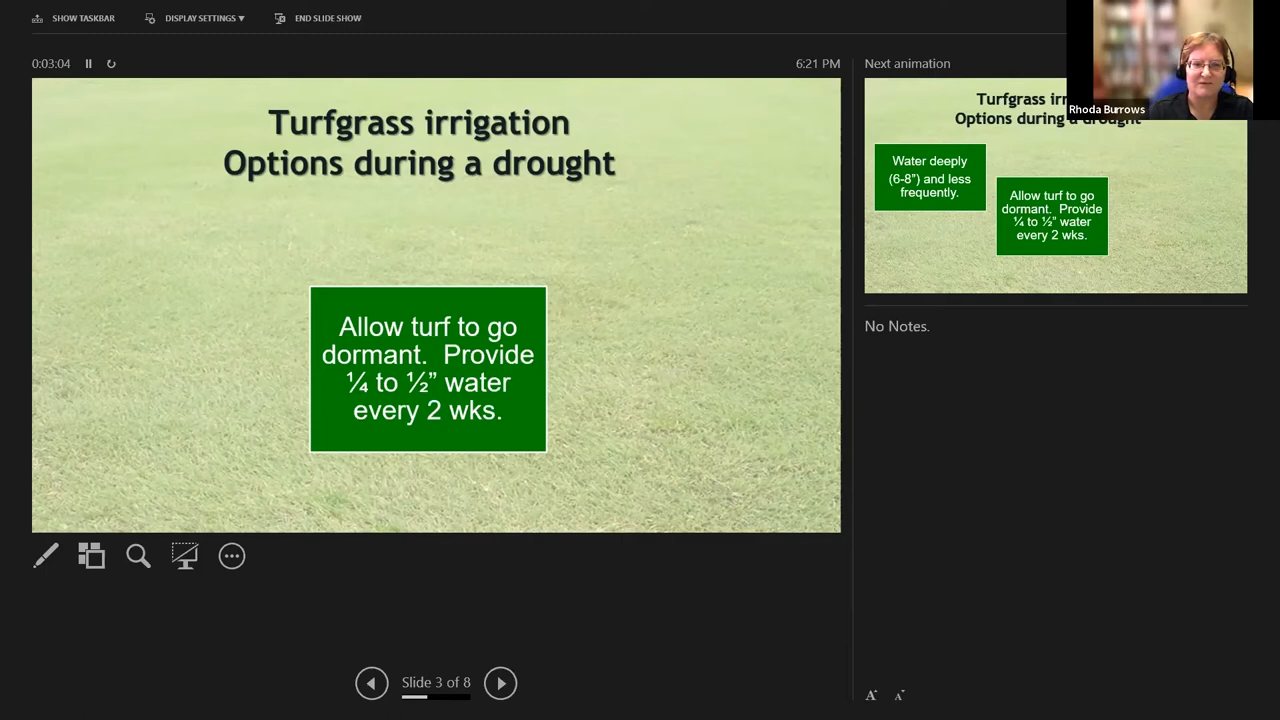 SHOW TASKBAR
DISPLAY SETTINGS ▼
END SLIDE SHOW
0:03:04
6:21 PM
Turfgrass irrigation
Options during a drought
Allow turf to go
dormant.  Provide
¼ to ½” water
every 2 wks.
Slide 3 of 8
Next animation
Turfgrass irr
Options during a drought
Water deeply
(6-8”) and less
frequently.
Allow turf to go
dormant.  Provide
¼ to ½” water
every 2 wks.
Rhoda Burrows
No Notes.
A
A